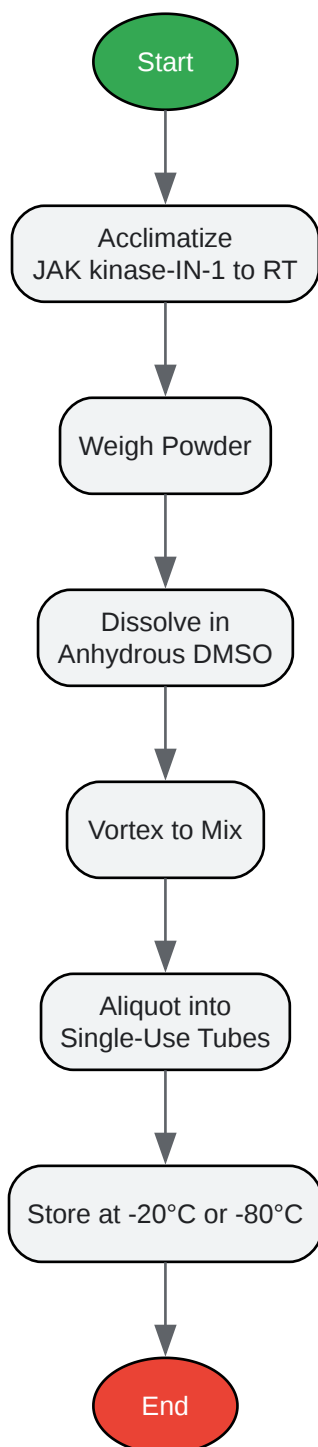 Start
Acclimatize
JAK kinase-IN-1 to RT
Weigh Powder
Dissolve in
Anhydrous DMSO
Vortex to Mix
Aliquot into
Single-Use Tubes
Store at -20°C or -80°C
End